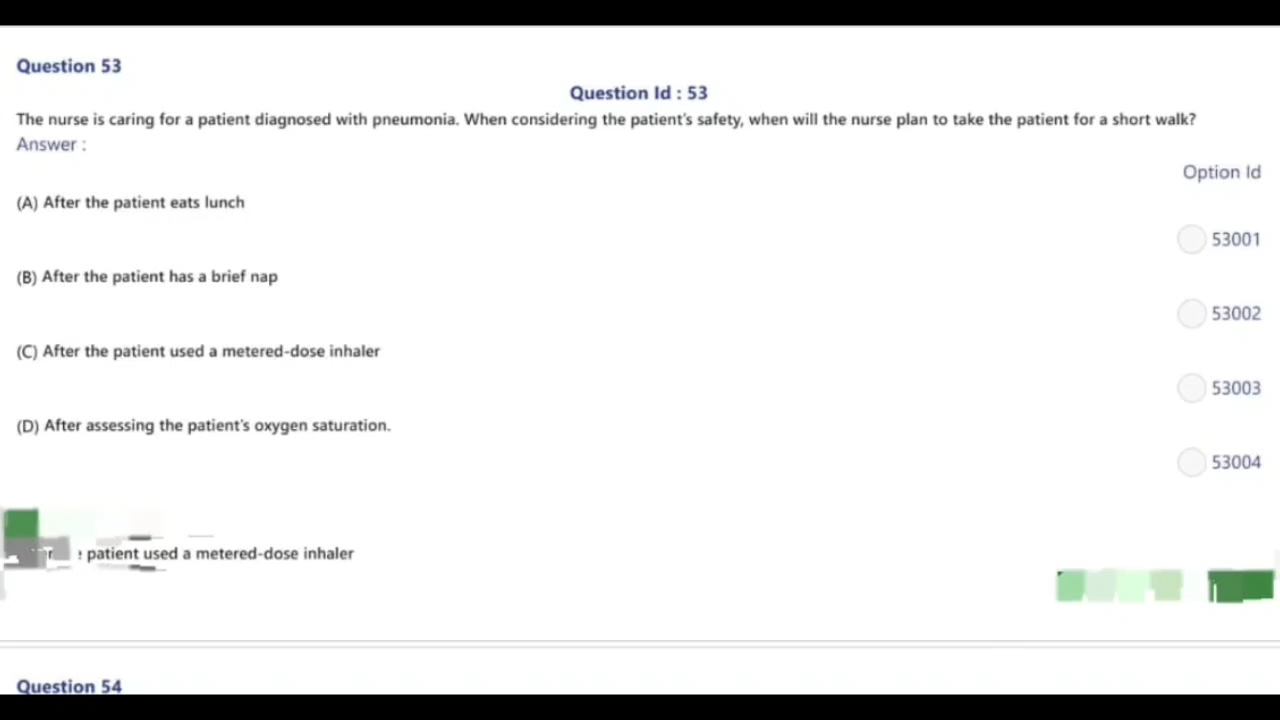 Question 53
Question Id : 53
The nurse is caring for a patient diagnosed with pneumonia. When considering the patient's safety, when will the nurse plan to take the patient for a short walk?
Answer :
Option Id
(A) After the patient eats lunch
53001
(B) After the patient has a brief nap
53002
(C) After the patient used a metered-dose inhaler
53003
(D) After assessing the patient's oxygen saturation.
53004
patient used a metered-dose inhaler
Question 54